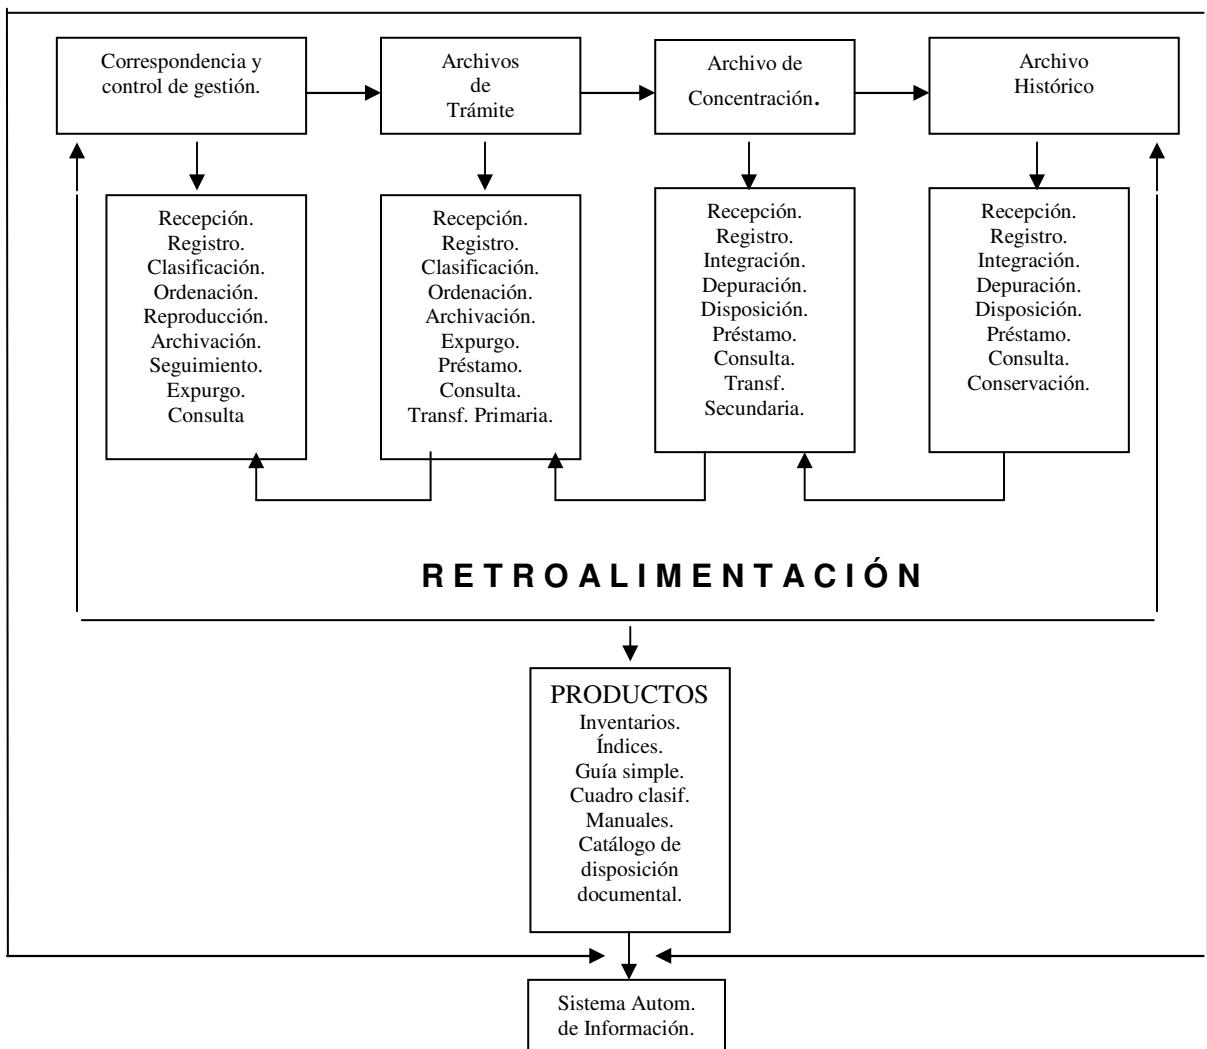 Correspondencia y
control de gestión.
Archivos
de
Trámite
Archivo de
Concentración.
Archivo
Histórico
Recepción.
Registro.
Clasificación.
Ordenación.
Reproducción.
Archivación.
Seguimiento.
Expurgo.
Consulta
Recepción.
Registro.
Clasificación.
Ordenación.
Archivación.
Expurgo.
Préstamo.
Consulta.
Transf. Primaria.
Recepción.
Registro.
Integración.
Depuración.
Disposición.
Préstamo.
Consulta.
Transf.
Secundaria.
Recepción.
Registro.
Integración.
Depuración.
Disposición.
Préstamo.
Consulta.
Conservación.
RETROALIMENTACIÓN
PRODUCTOS
Inventarios.
Índices.
Guía simple.
Cuadro clasif.
Manuales.
Catálogo de
disposición
documental.
Sistema Autom.
de Información.